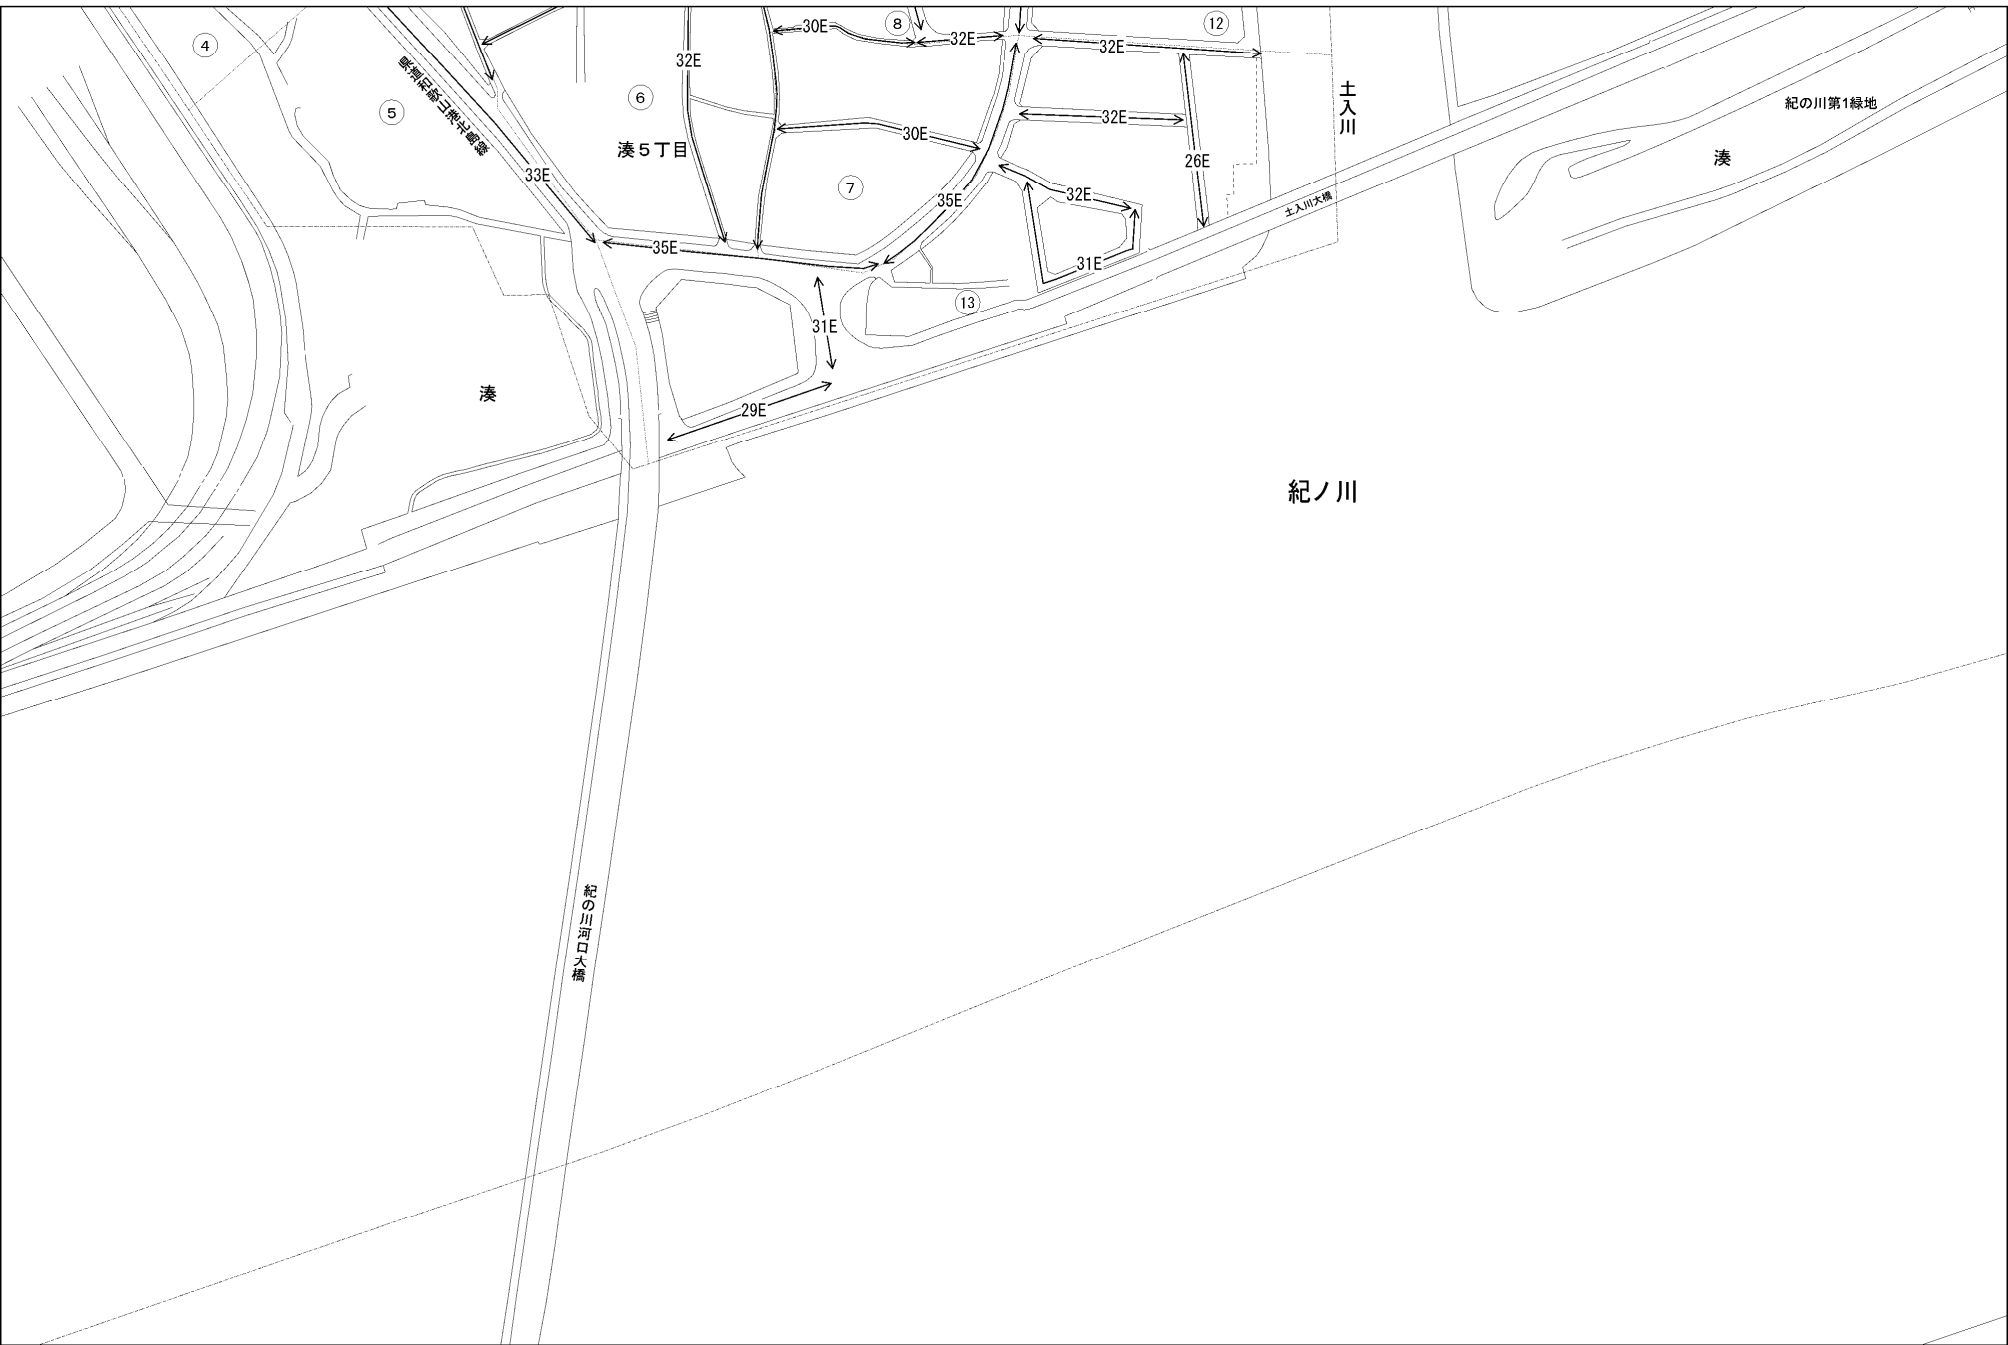 ④
30E
⑧
32E
⑫
32E
32E
⑥
⑤
県道和歌山港北島線
湊５丁目
30E
32E
土入川
紀の川第1緑地
湊
33E
⑦
26E
32E
35E
土入川大橋
35E
31E
⑬
31E
湊
29E
紀ノ川
紀の川河口大橋